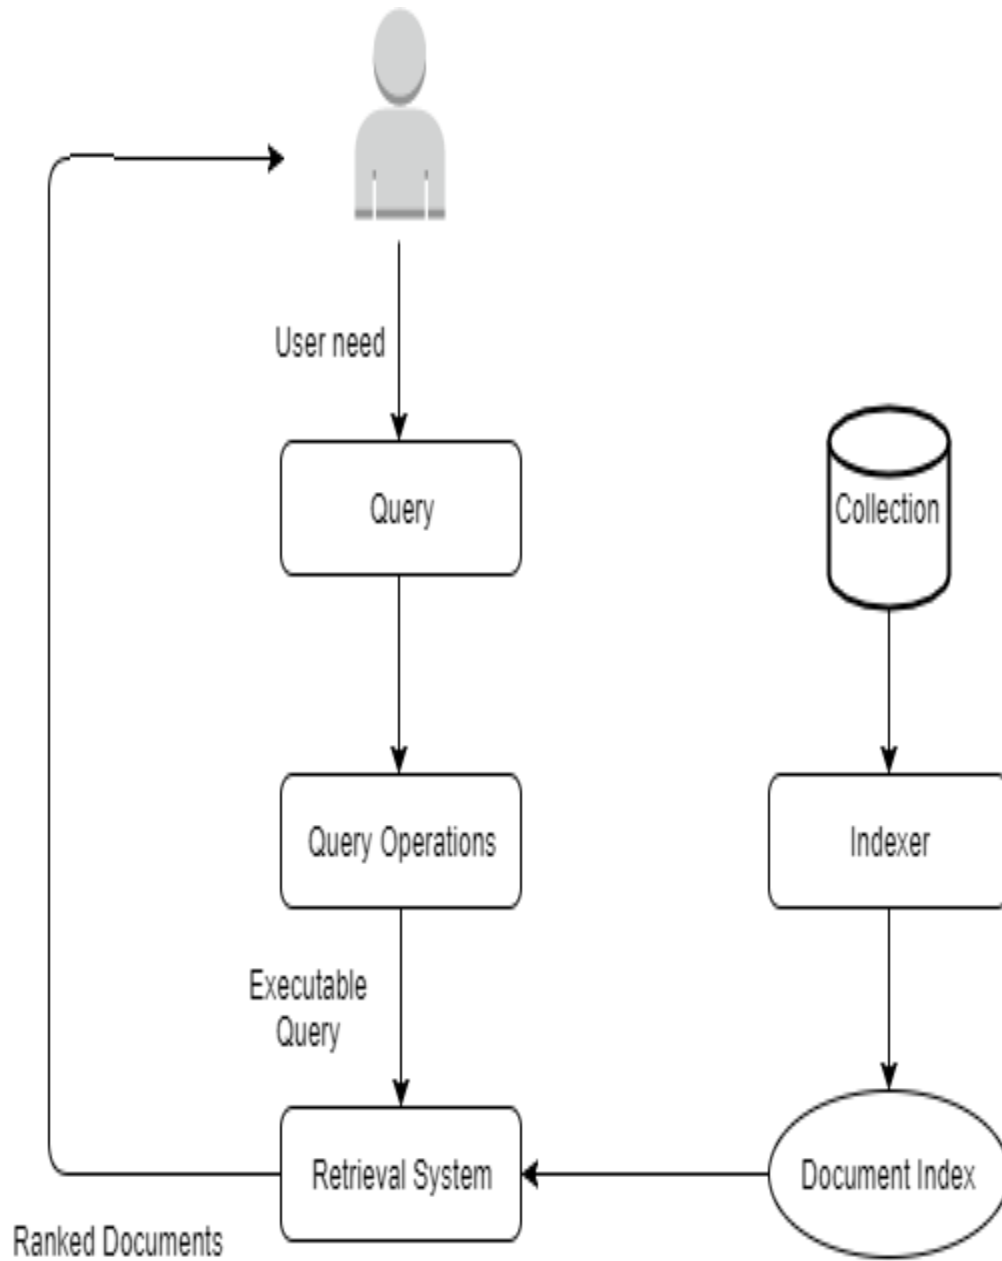 User need
Query
Collection
Query Operations
Indexer
Executable
Query
Retrieval System
Document Index
Ranked Documents